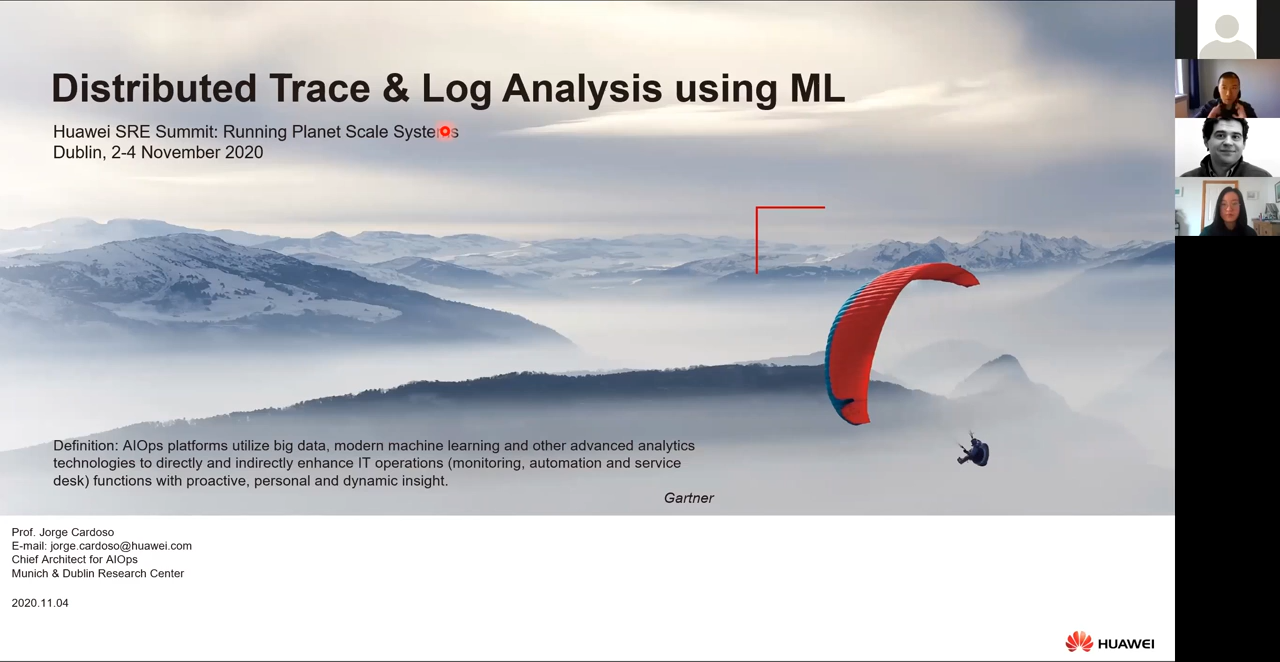 Distributed Trace & Log Analysis using ML
Huawei SRE Summit: Running Planet Scale Systems
Dublin, 2-4 November 2020
Definition: AIOps platforms utilize big data, modern machine learning and other advanced analytics
technologies to directly and indirectly enhance IT operations (monitoring, automation and service
desk) functions with proactive, personal and dynamic insight.
Gartner
Prof. Jorge Cardoso
E-mail: jorge.cardoso@huawei.com
Chief Architect for AIOps
Munich & Dublin Research Center
2020.11.04
HUAWEI